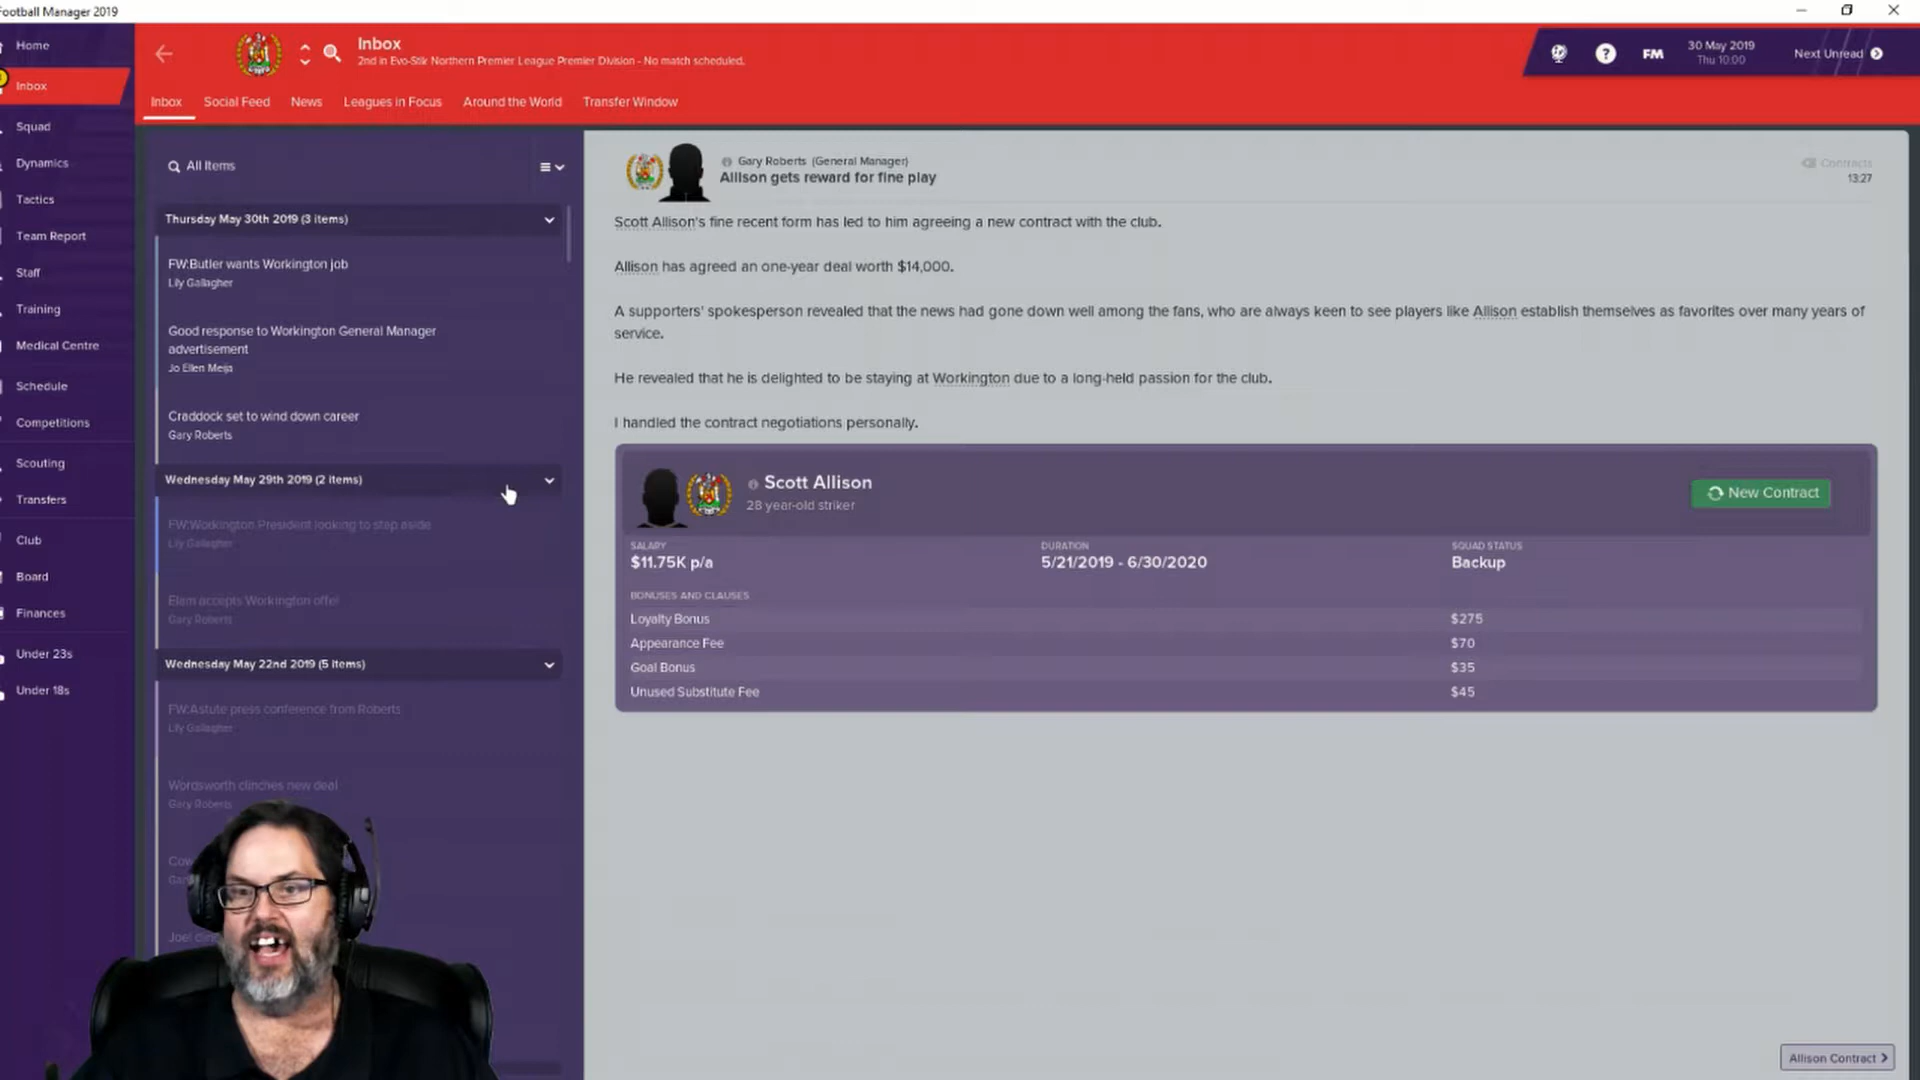 Football Manager 2019
Home
Inbox
Squad
Dynamics
Tactics
Team Report
Staff
Training
Medical Centre
Schedule
Competitions
Scouting
Transfers
Club
Board
Finances
Under 23s
Under 18s
Inbox
2nd in Evo-Stik Northern Premier League Premier Division - No match scheduled.
FM
30 May 2019
Thu 10:00
Next Unread
Inbox Social Feed News Leagues in Focus Around the World Transfer Window
All Items
Thursday May 30th 2019 (3 items)
FW:Butler wants Workington job
Lily Gallagher
Good response to Workington General Manager
advertisement
Jo Ellen Meija
Craddock set to wind down career
Gary Roberts
Wednesday May 29th 2019 (2 items)
FW:Workington President looking to step aside
Lily Gallagher
Elam accepts Workington offer
Gary Roberts
Wednesday May 22nd 2019 (5 items)
FW:Astute press conference from Roberts
Lily Gallagher
Wordsworth clinches new deal
Gary Roberts
Gary Roberts (General Manager)
Allison gets reward for fine play
Contracts
13:27
Scott Allison's fine recent form has led to him agreeing a new contract with the club.
Allison has agreed an one-year deal worth $14,000.
A supporters' spokesperson revealed that the news had gone down well among the fans, who are always keen to see players like Allison establish themselves as favorites over many years of
service.
He revealed that he is delighted to be staying at Workington due to a long-held passion for the club.
I handled the contract negotiations personally.
Scott Allison
28 year-old striker
New Contract
SALARY
$11.75K p/a
DURATION
5/21/2019 - 6/30/2020
SQUAD STATUS
Backup
BONUSES AND CLAUSES
Loyalty Bonus $275
Appearance Fee $70
Goal Bonus $35
Unused Substitute Fee $45
Allison Contract